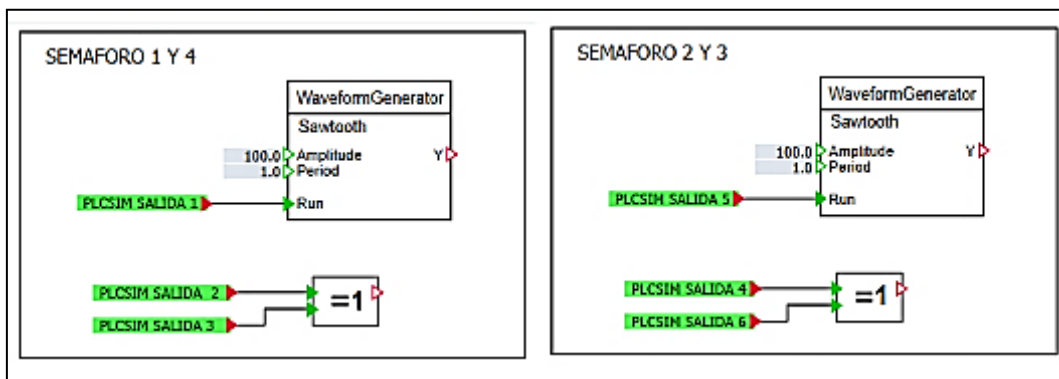 SEMAFORO 1 Y 4
WaveformGenerator
Sawtooth
100.0 Amplitude Y
1.0 Period
PLCSIM SALIDA 1 Run
PLCSIM SALIDA 2
PLCSIM SALIDA 3
=1
SEMAFORO 2 Y 3
WaveformGenerator
Sawtooth
100.0 Amplitude Y
1.0 Period
PLCSIM SALIDA 5 Run
PLCSIM SALIDA 4
PLCSIM SALIDA 6
=1